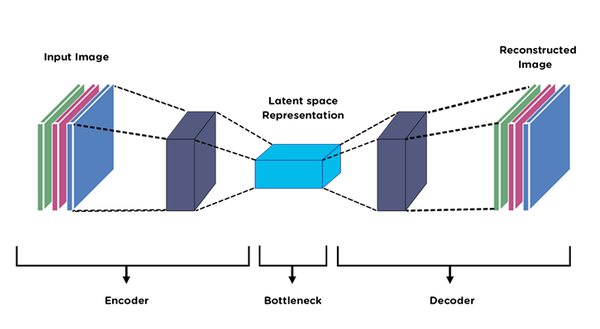 Input Image
Latent space
Representation
Reconstructed
Image
Encoder
Bottleneck
Decoder